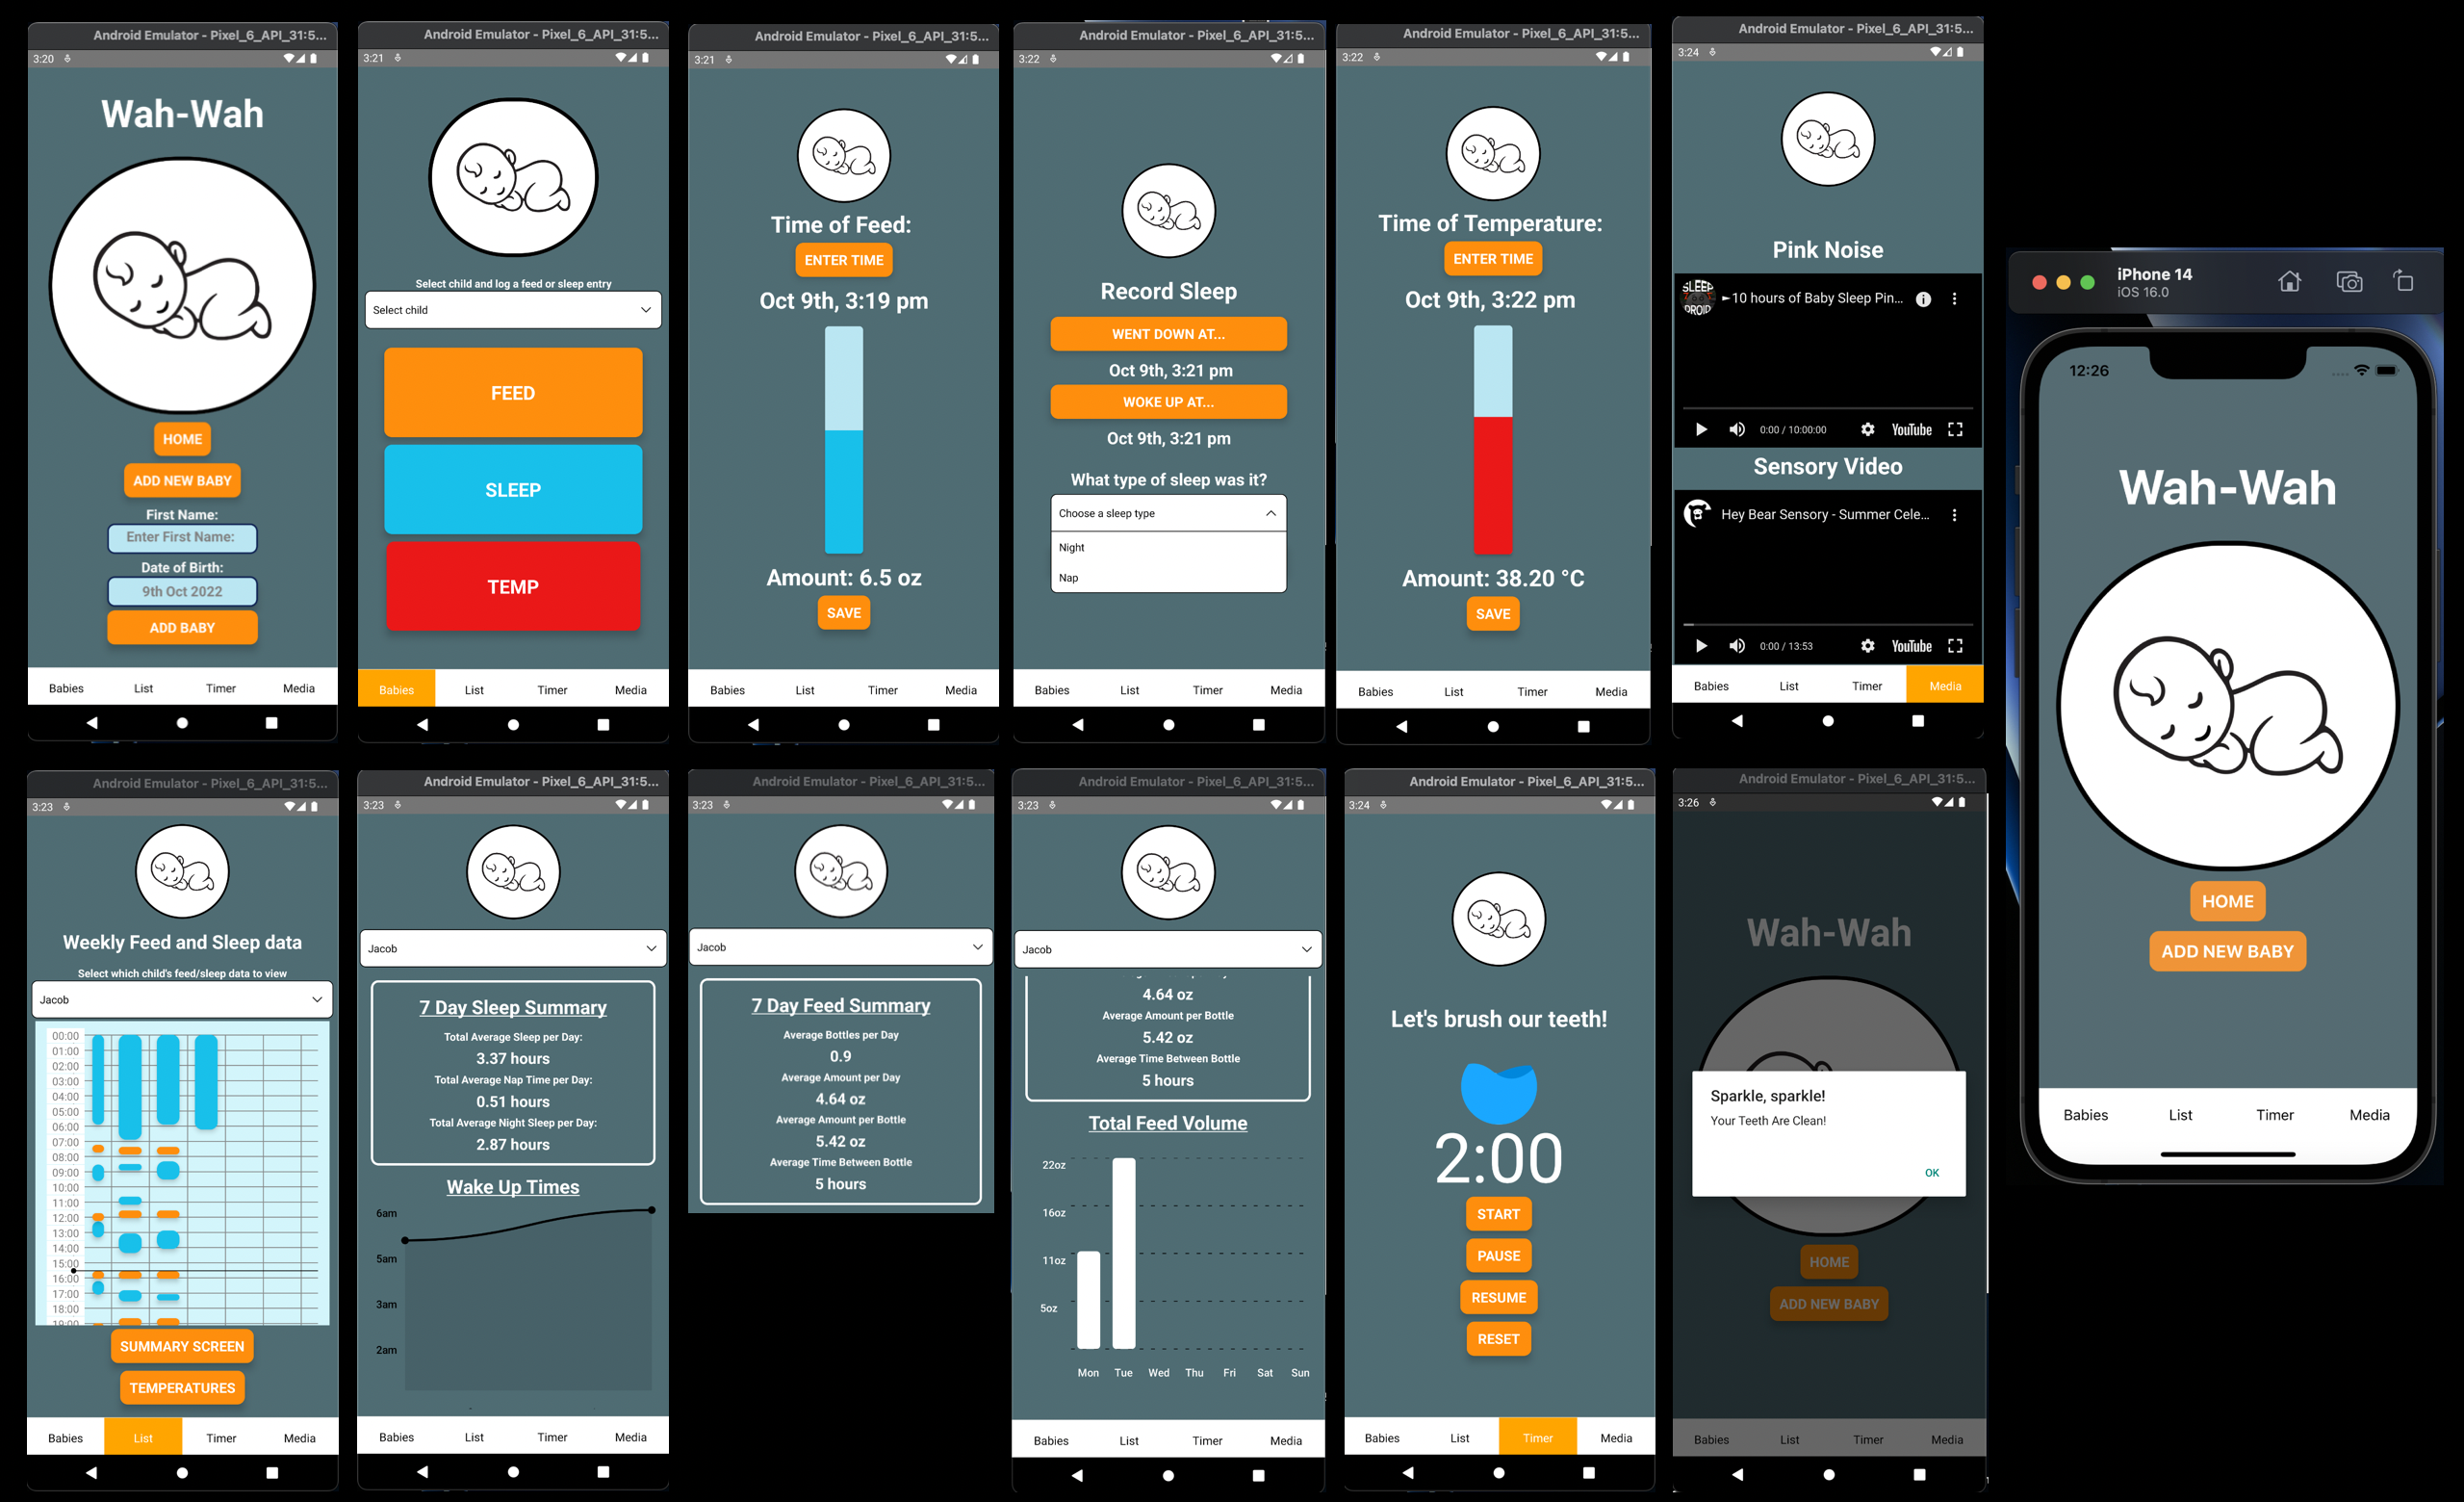 Android Emulator - Pixel_6_API_31:5...
3:20
Wah-Wah
HOME
ADD NEW BABY
First Name:
Enter First Name:
Date of Birth:
9th Oct 2022
ADD BABY
Babies List Timer Media
Android Emulator - Pixel_6_API_31:5...
3:21
Select child and log a feed or sleep entry
Select child
FEED
SLEEP
TEMP
Babies List Timer Media
Android Emulator - Pixel_6_API_31:5...
3:21
Time of Feed:
ENTER TIME
Oct 9th, 3:19 pm
Amount: 6.5 oz
SAVE
Babies List Timer Media
Android Emulator - Pixel_6_API_31:5...
3:22
Record Sleep
WENT DOWN AT...
Oct 9th, 3:21 pm
WOKE UP AT...
Oct 9th, 3:21 pm
What type of sleep was it?
Choose a sleep type
Night
Nap
Babies List Timer Media
Android Emulator - Pixel_6_API_31:5...
3:22
Time of Temperature:
ENTER TIME
Oct 9th, 3:22 pm
Amount: 38.20 °C
SAVE
Babies List Timer Media
Android Emulator - Pixel_6_API_31:5...
3:24
Pink Noise
SLEEP
DROID
►10 hours of Baby Sleep Pin...
0:00 / 10:00:00 YouTube
Sensory Video
Hey Bear Sensory - Summer Cele...
0:00 / 13:53 YouTube
Babies List Timer Media
iPhone 14
iOS 16.0
12:26
Wah-Wah
HOME
ADD NEW BABY
Babies List Timer Media
Android Emulator - Pixel_6_API_31:5...
3:23
Weekly Feed and Sleep data
Select which child's feed/sleep data to view
Jacob
00:00
01:00
02:00
03:00
04:00
05:00
06:00
07:00
08:00
09:00
10:00
11:00
12:00
13:00
14:00
15:00
16:00
17:00
18:00
19:00
SUMMARY SCREEN
TEMPERATURES
Babies List Timer Media
Android Emulator - Pixel_6_API_31:5...
3:23
Jacob
7 Day Sleep Summary
Total Average Sleep per Day:
3.37 hours
Total Average Nap Time per Day:
0.51 hours
Total Average Night Sleep per Day:
2.87 hours
Wake Up Times
6am
5am
3am
2am
Babies List Timer Media
Android Emulator - Pixel_6_API_31:5...
3:23
Jacob
7 Day Feed Summary
Average Bottles per Day
0.9
Average Amount per Day
4.64 oz
Average Amount per Bottle
5.42 oz
Average Time Between Bottle
5 hours
Android Emulator - Pixel_6_API_31:5...
3:23
Jacob
4.64 oz
Average Amount per Bottle
5.42 oz
Average Time Between Bottle
5 hours
Total Feed Volume
22oz
16oz
11oz
5oz
Mon Tue Wed Thu Fri Sat Sun
Babies List Timer Media
Android Emulator - Pixel_6_API_31:5...
3:24
Let's brush our teeth!
2:00
START
PAUSE
RESUME
RESET
Babies List Timer Media
Android Emulator - Pixel_6_API_31:5...
3:26
Wah-Wah
Sparkle, sparkle!
Your Teeth Are Clean!
OK
HOME
ADD NEW BABY
Babies List Timer Media